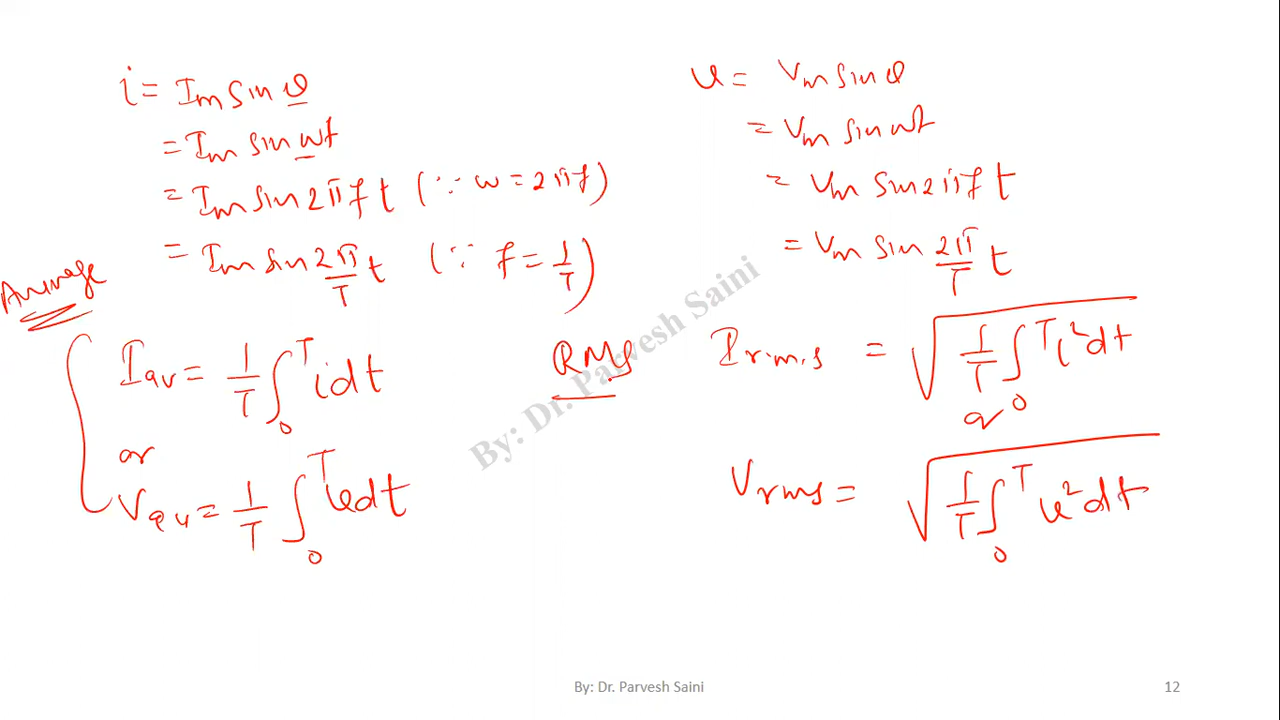 i = Im sin θ
= Im sin ωt
= Im sin 2πf t (∵ ω = 2πf)
= Im sin 2π/T t (∵ f = 1/T)
v = Vm sin θ
= Vm sin ωt
= Vm sin 2πf t
= Vm sin 2π/T t
Average
Iav = 1/T ∫₀ᵀ i dt
or
Vav = 1/T ∫₀ᵀ v dt
RMS
Ir.m.s = √(1/T ∫₀ᵀ i² dt)
or
Vrms = √(1/T ∫₀ᵀ v² dt)
By: Dr. Parvesh Saini
By: Dr. Parvesh Saini
12